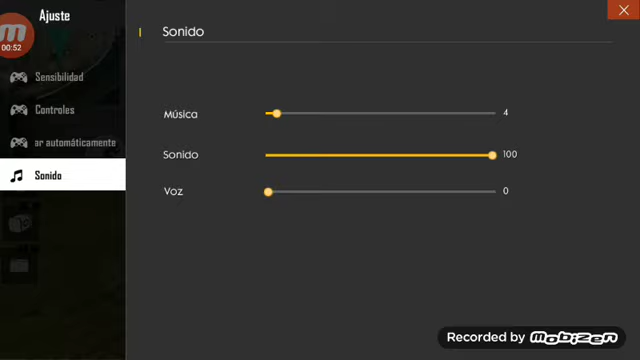 Ajuste
00:52
Sensibilidad
Controles
ar automáticamente
Sonido
Sonido
Música 4
Sonido 100
Voz 0
Recorded by mobizen